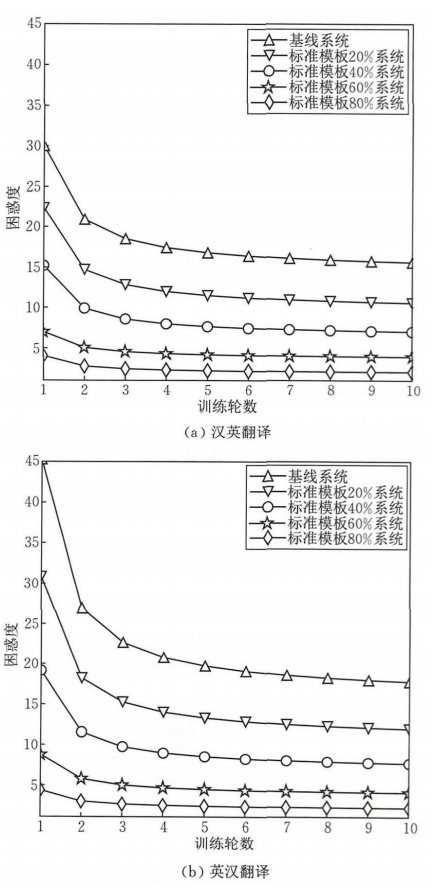 45
40
35
30
25
20
15
10
5
困惑度
基线系统
标准模板20%系统
标准模板40%系统
标准模板60%系统
标准模板80%系统
1 2 3 4 5 6 7 8 9 10
训练轮数
(a) 汉英翻译
45
40
35
30
25
20
15
10
5
困惑度
基线系统
标准模板20%系统
标准模板40%系统
标准模板60%系统
标准模板80%系统
1 2 3 4 5 6 7 8 9 10
训练轮数
(b) 英汉翻译